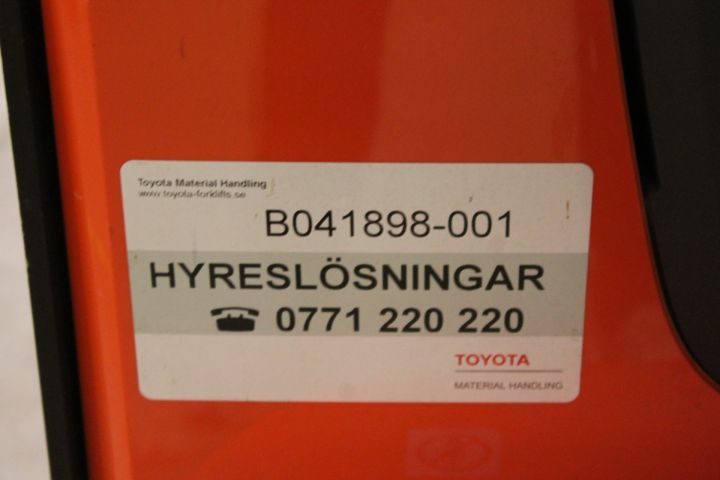 Toyota Material Handling
www.toyota-forklifts.se
B041898-001
HYRESLÖSNINGAR
☎ 0771 220 220
TOYOTA
MATERIAL HANDLING